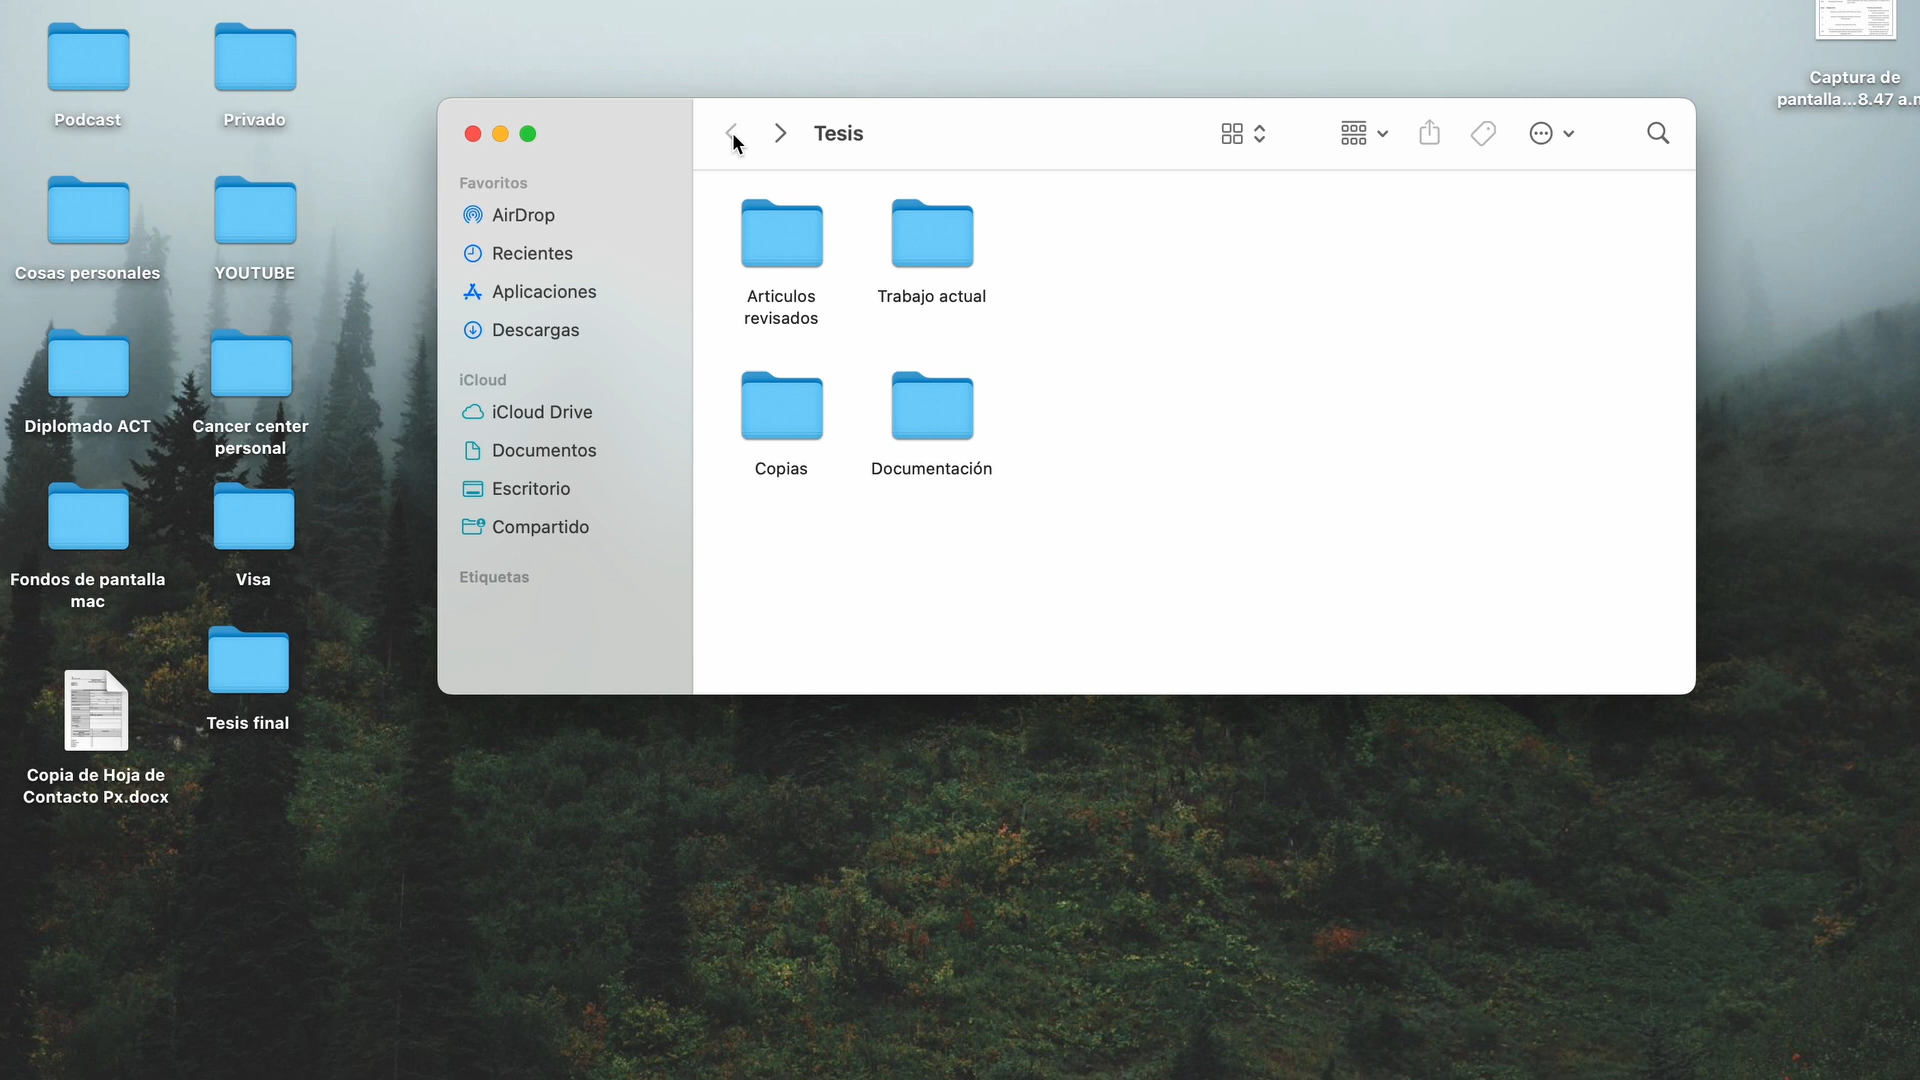 Podcast
Privado
Cosas personales
YOUTUBE
Diplomado ACT
Cancer center
personal
Fondos de pantalla
mac
Visa
Tesis final
Copia de Hoja de
Contacto Px.docx
Tesis
Favoritos
AirDrop
Recientes
Aplicaciones
Descargas
iCloud
iCloud Drive
Documentos
Escritorio
Compartido
Etiquetas
Articulos
revisados
Trabajo actual
Copias
Documentación
Captura de
pantalla...8.47 a.m